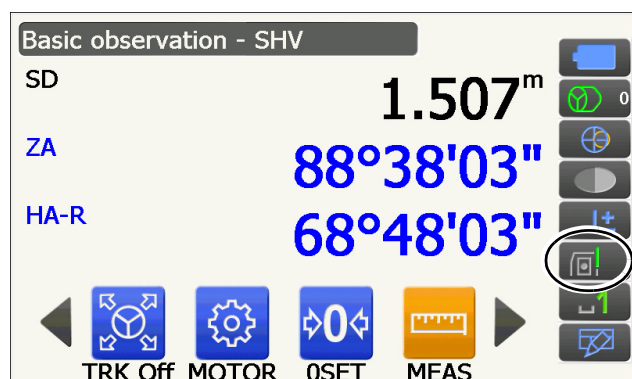 Basic observation - SHV
SD 1.507m
0
ZA 88°38'03"
HA-R 68°48'03"
1
0
TRK Off MOTOR 0SET MEAS